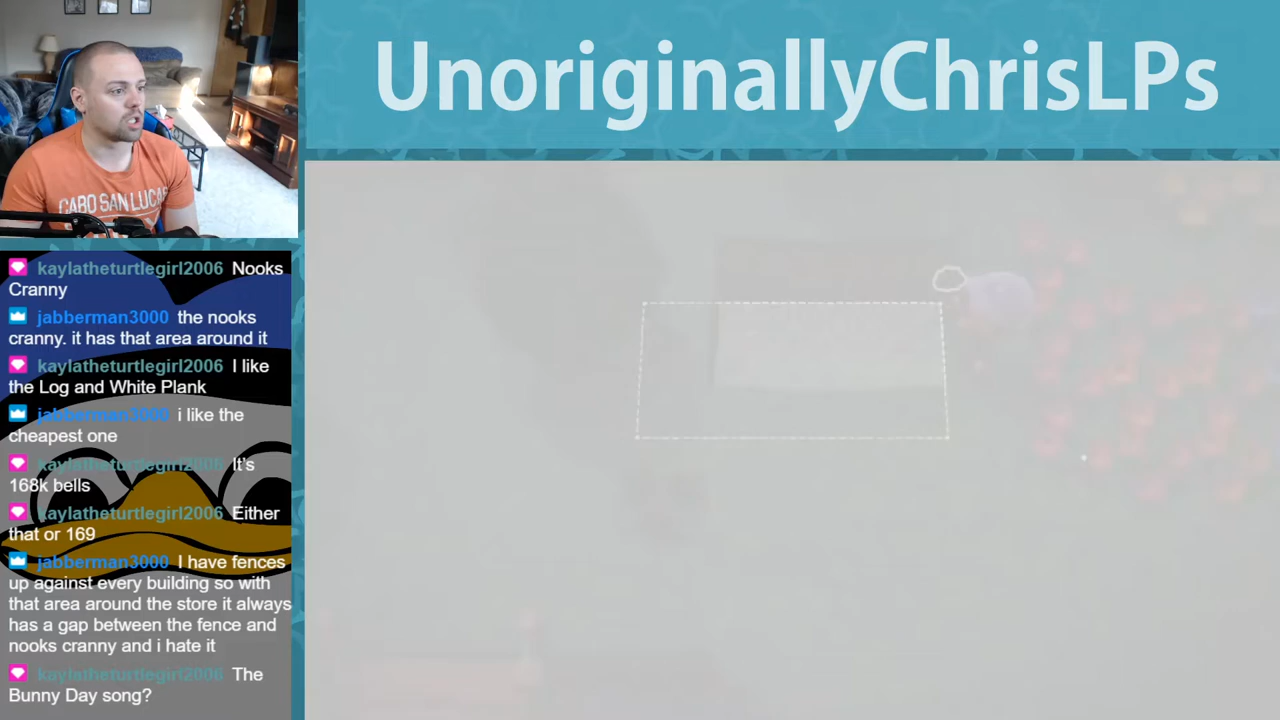 UnoriginallyChrisLPs
CABO SAN LUCAS
kaylatheturtlegirl2006 Nooks
Cranny
jabberman3000 the nooks
cranny. it has that area around it
kaylatheturtlegirl2006 I like
the Log and White Plank
jabberman3000 i like the
cheapest one
kaylatheturtlegirl2006 It's
168k bells
kaylatheturtlegirl2006 Either
that or 169
jabberman3000 I have fences
up against every building so with
that area around the store it always
has a gap between the fence and
nooks cranny and i hate it
kaylatheturtlegirl2006 The
Bunny Day song?